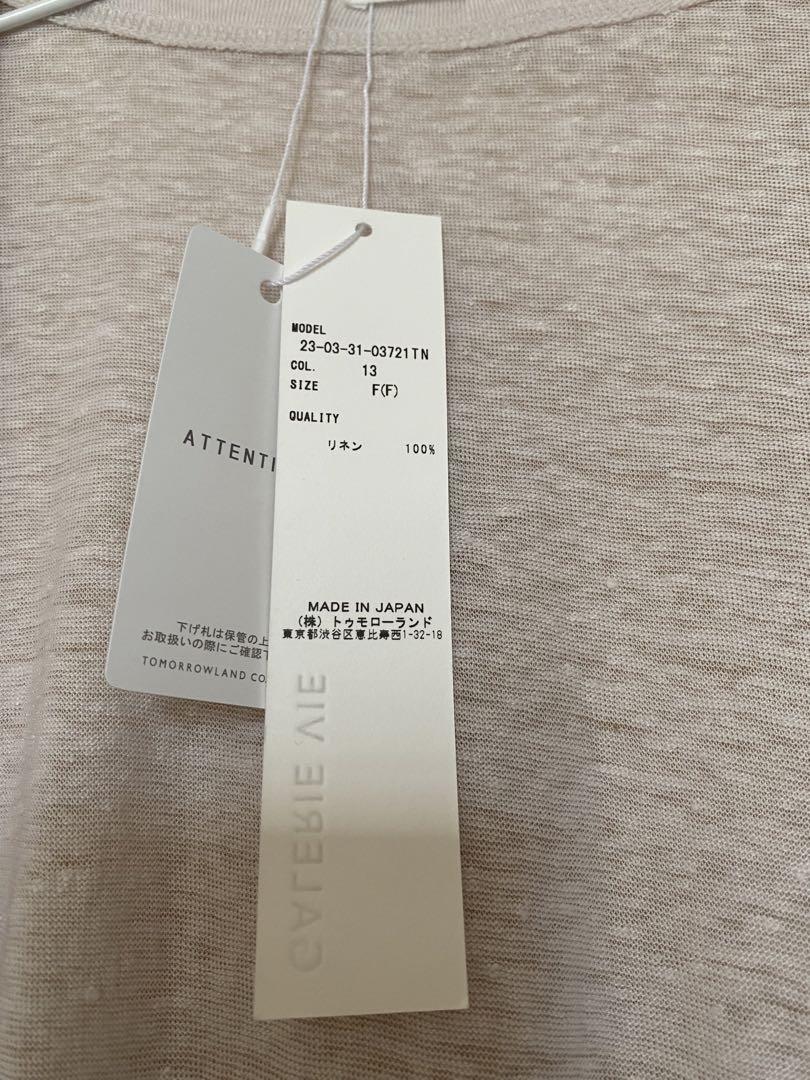 MODEL
23-03-31-03721TN
COL. 13
SIZE F(F)
QUALITY
リネン 100%
MADE IN JAPAN
(株)トゥモローランド
東京都渋谷区恵比寿西1-32-18
GALERIE VIE
ATTENTI
下げ札は保管の上
お取扱いの際にご確認下
TOMORROWLAND CO.